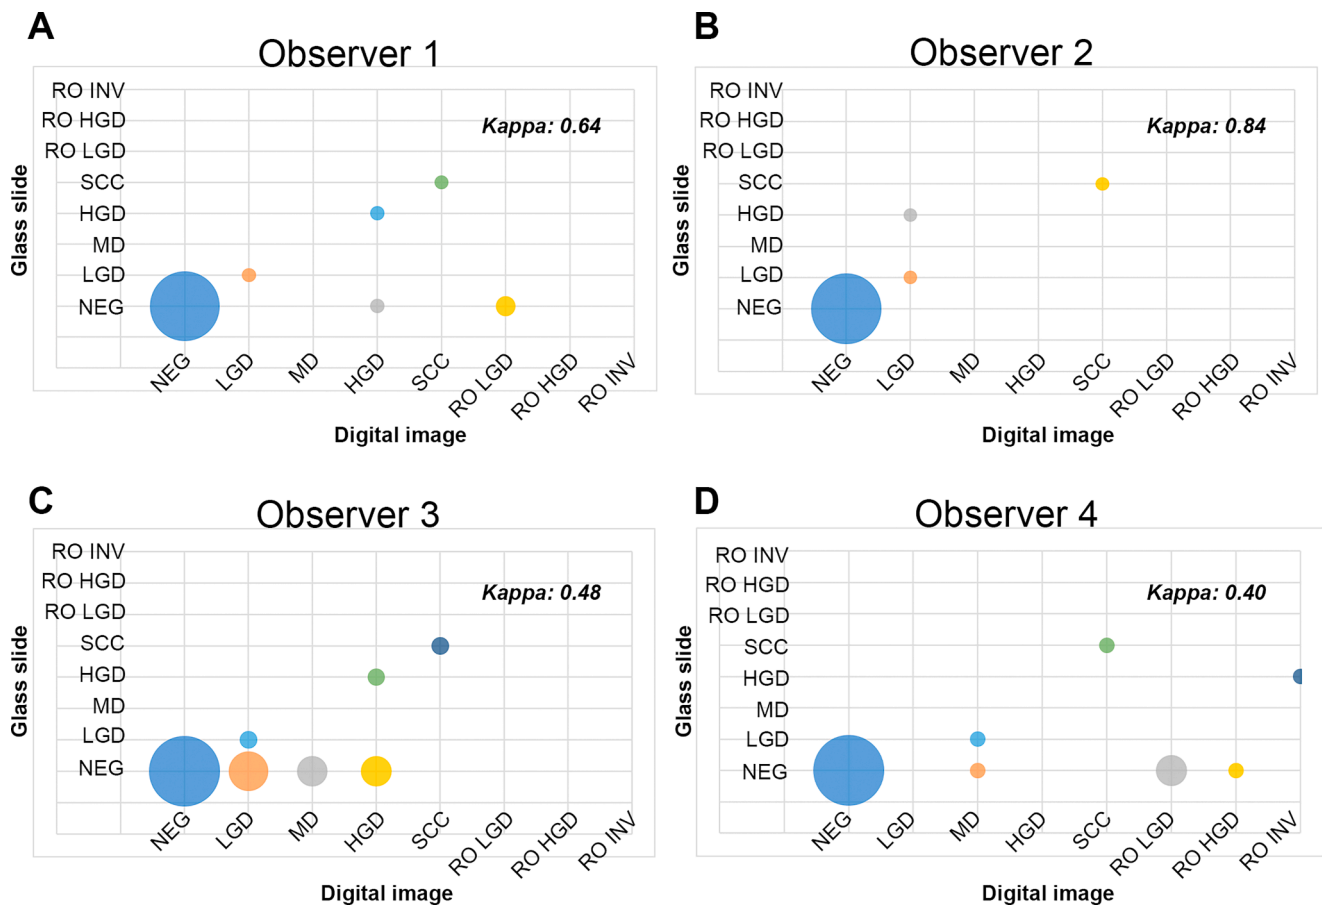 A
Observer 1
Kappa: 0.64
Glass slide
RO INV
RO HGD
RO LGD
SCC
HGD
MD
LGD
NEG
NEG
LGD
MD
HGD
SCC
RO LGD
RO HGD
RO INV
Digital image
B
Observer 2
Kappa: 0.84
Glass slide
RO INV
RO HGD
RO LGD
SCC
HGD
MD
LGD
NEG
NEG
LGD
MD
HGD
SCC
RO LGD
RO HGD
RO INV
Digital image
C
Observer 3
Kappa: 0.48
Glass slide
RO INV
RO HGD
RO LGD
SCC
HGD
MD
LGD
NEG
NEG
LGD
MD
HGD
SCC
RO LGD
RO HGD
RO INV
Digital image
D
Observer 4
Kappa: 0.40
Glass slide
RO INV
RO HGD
RO LGD
SCC
HGD
MD
LGD
NEG
NEG
LGD
MD
HGD
SCC
RO LGD
RO HGD
RO INV
Digital image